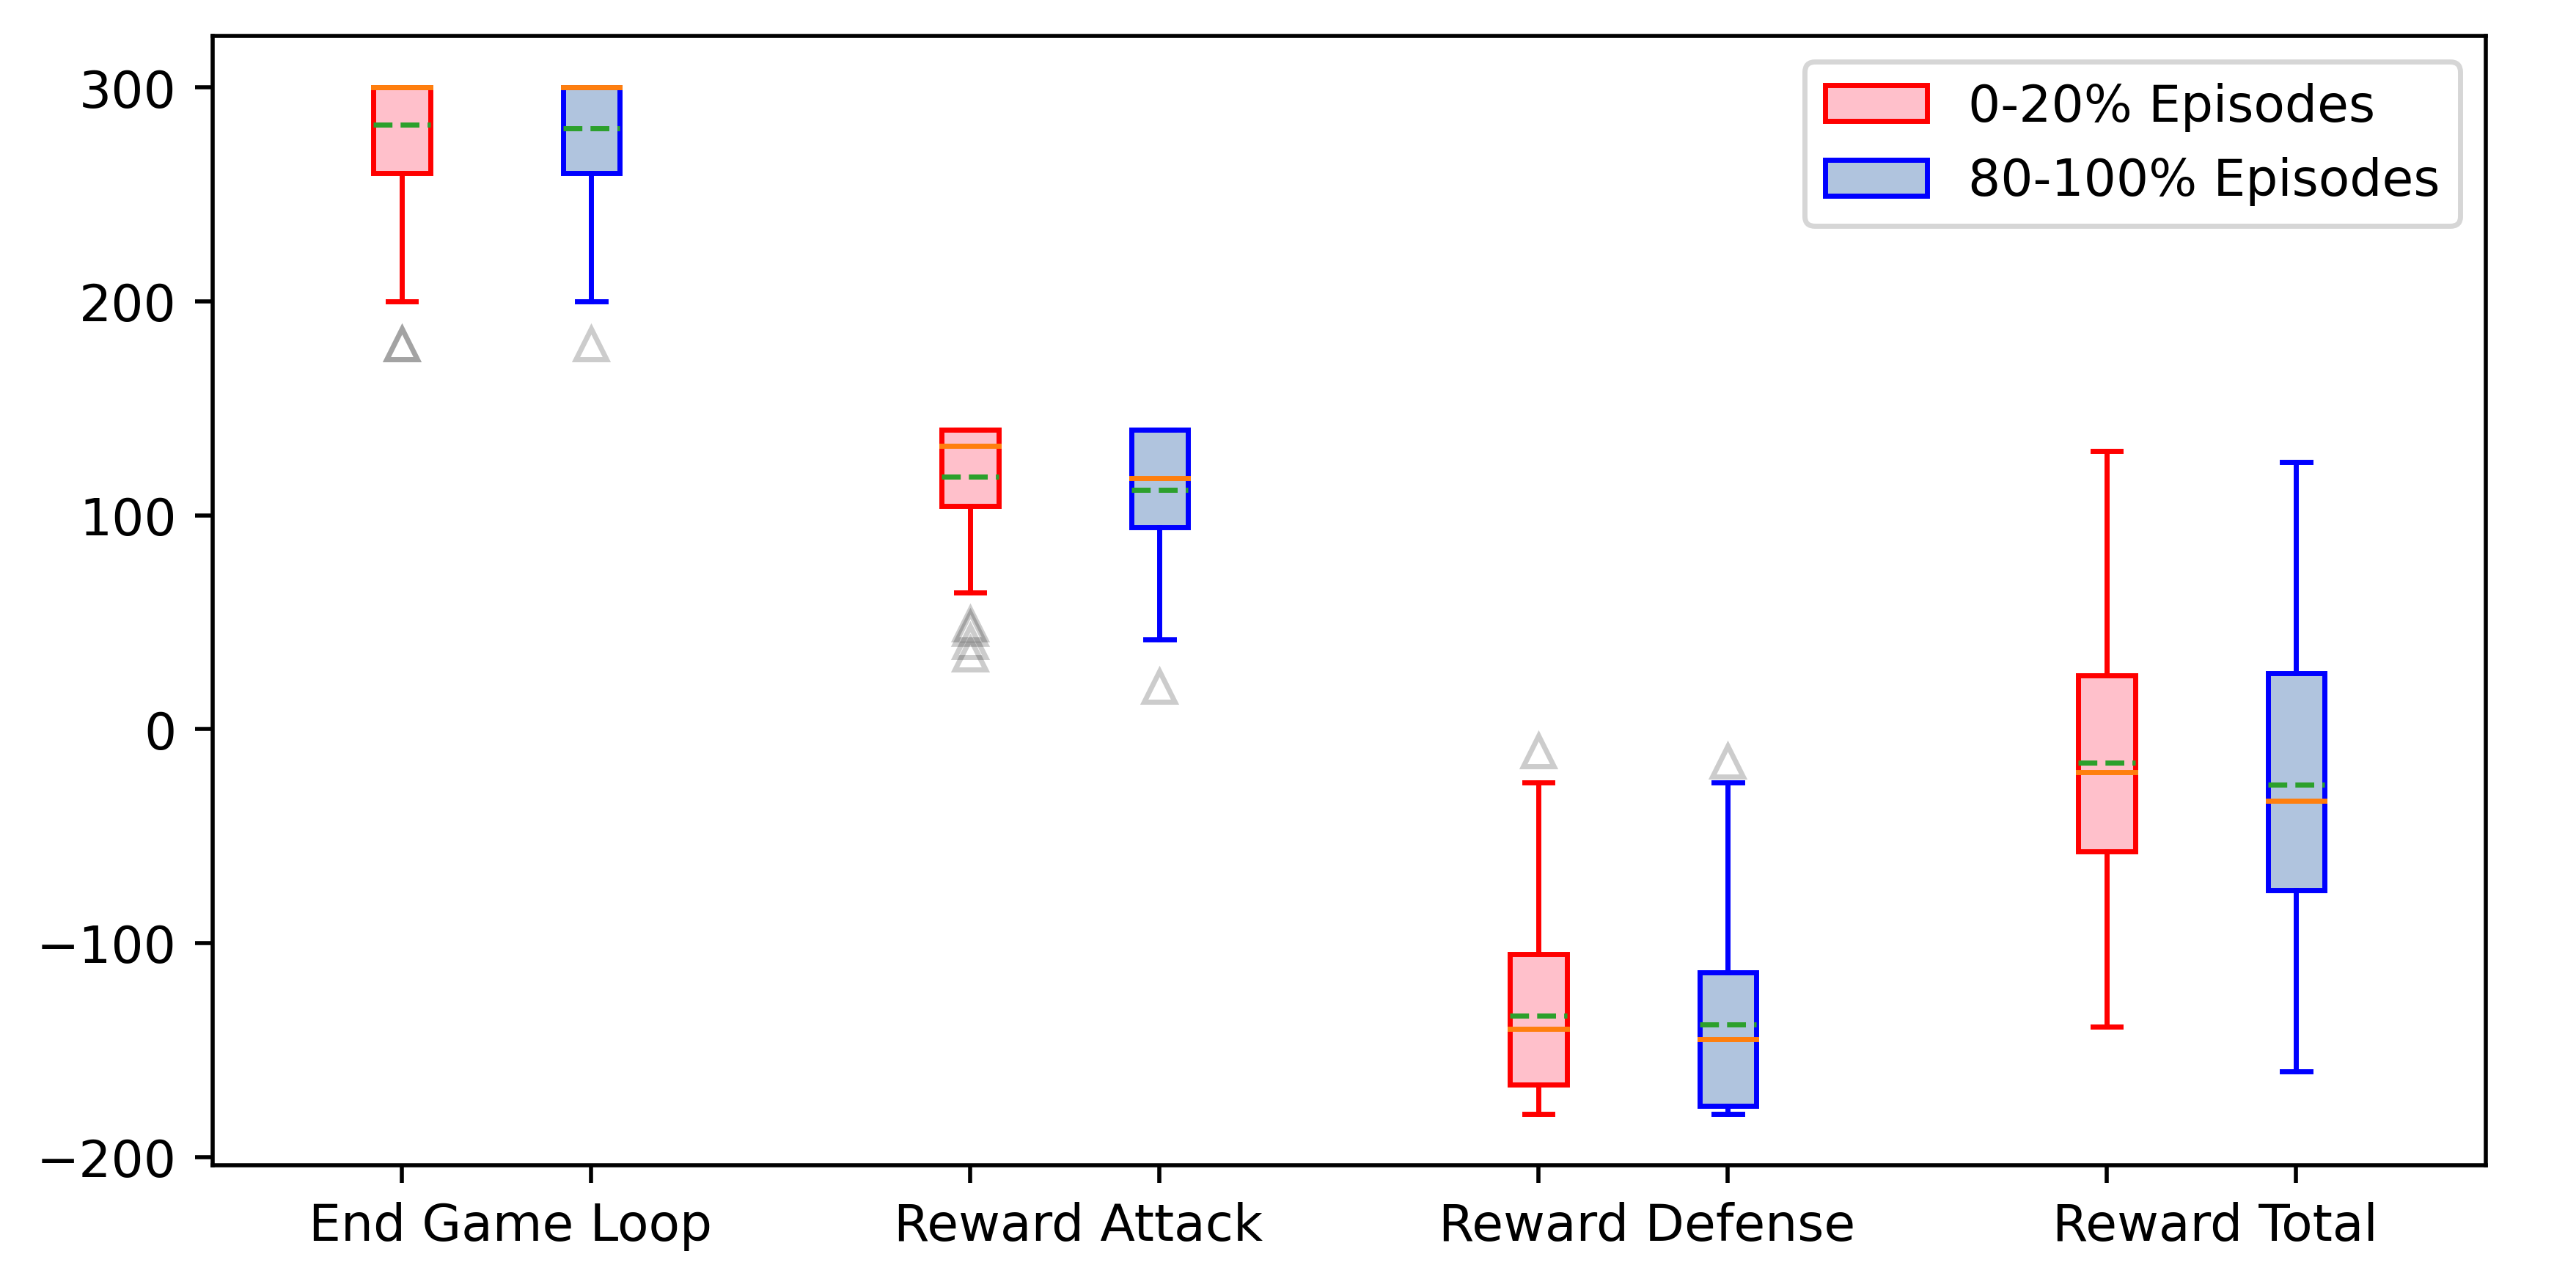 300
200
100
0
−100
−200
0-20% Episodes
80-100% Episodes
End Game Loop
Reward Attack
Reward Defense
Reward Total